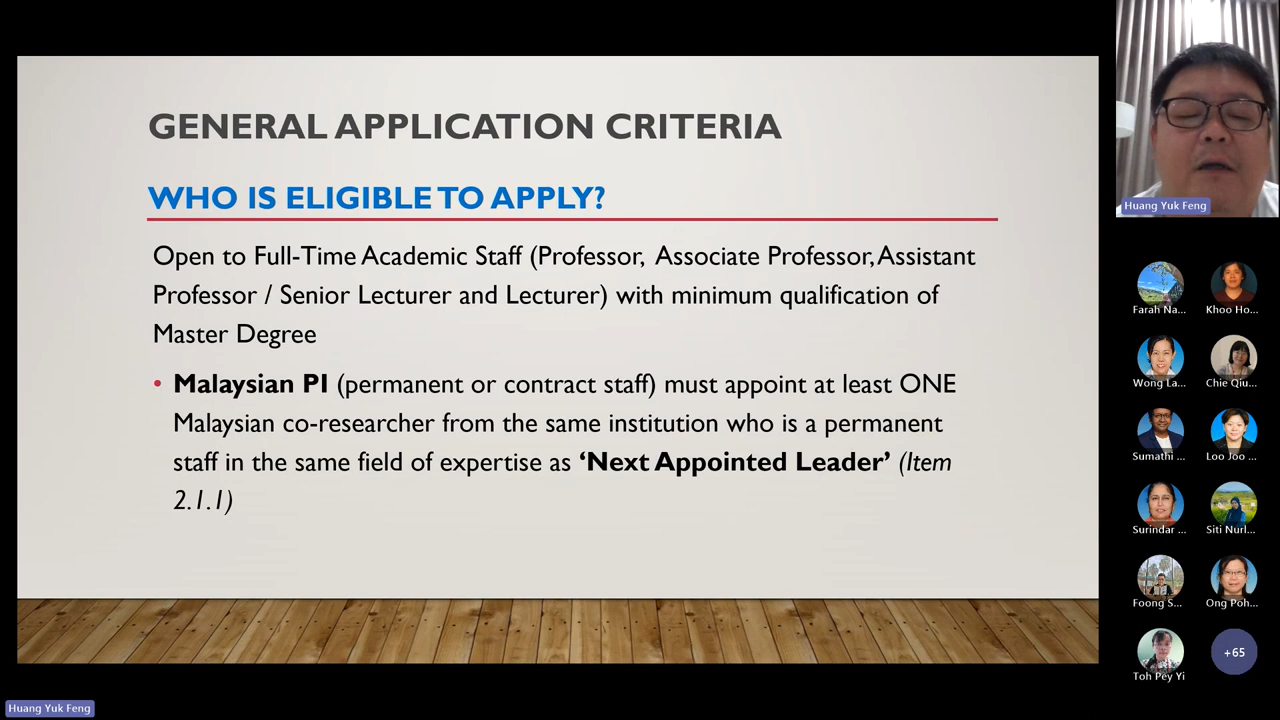 GENERAL APPLICATION CRITERIA
WHO IS ELIGIBLE TO APPLY?
Open to Full-Time Academic Staff (Professor, Associate Professor, Assistant
Professor / Senior Lecturer and Lecturer) with minimum qualification of
Master Degree
• Malaysian PI (permanent or contract staff) must appoint at least ONE
Malaysian co-researcher from the same institution who is a permanent
staff in the same field of expertise as ‘Next Appointed Leader’ (Item
2.1.1)
Huang Yuk Feng
Farah Na...
Khoo Ho...
Wong La...
Chie Qiu...
Sumathi ...
Loo Joo ...
Surindar ...
Siti Nurl...
Foong S...
Ong Poh...
Toh Pey Yi
+65
Huang Yuk Feng